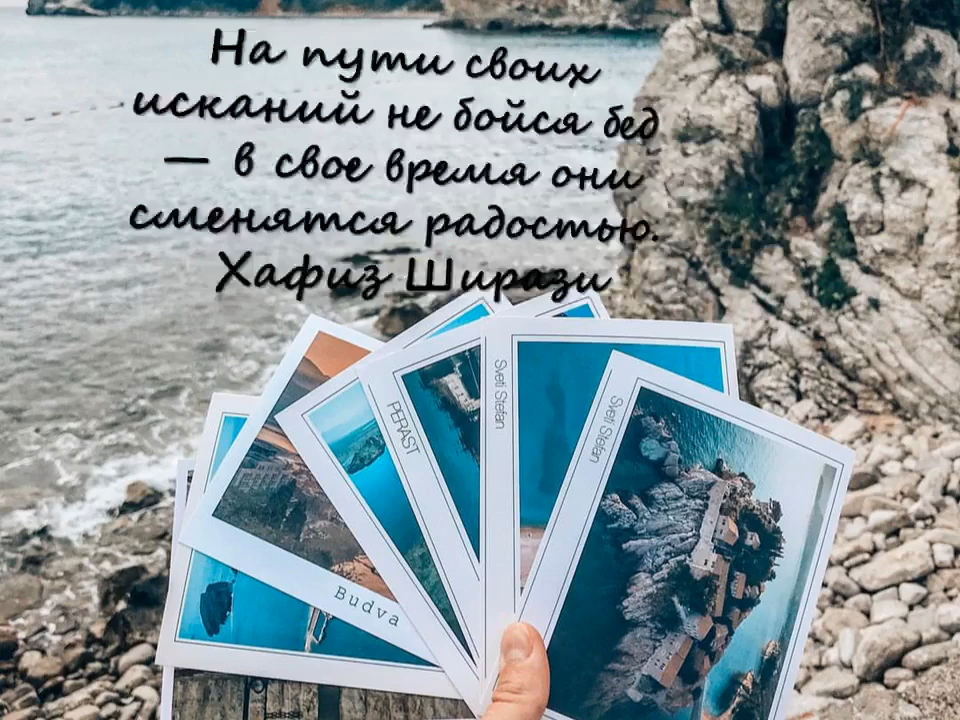 На пути своих
исканий не бойся бед
— в свое время они
сменятся радостью.
Хафиз Ширази
PERAST
Sveti Stefan
Sveti Stefan
Budva